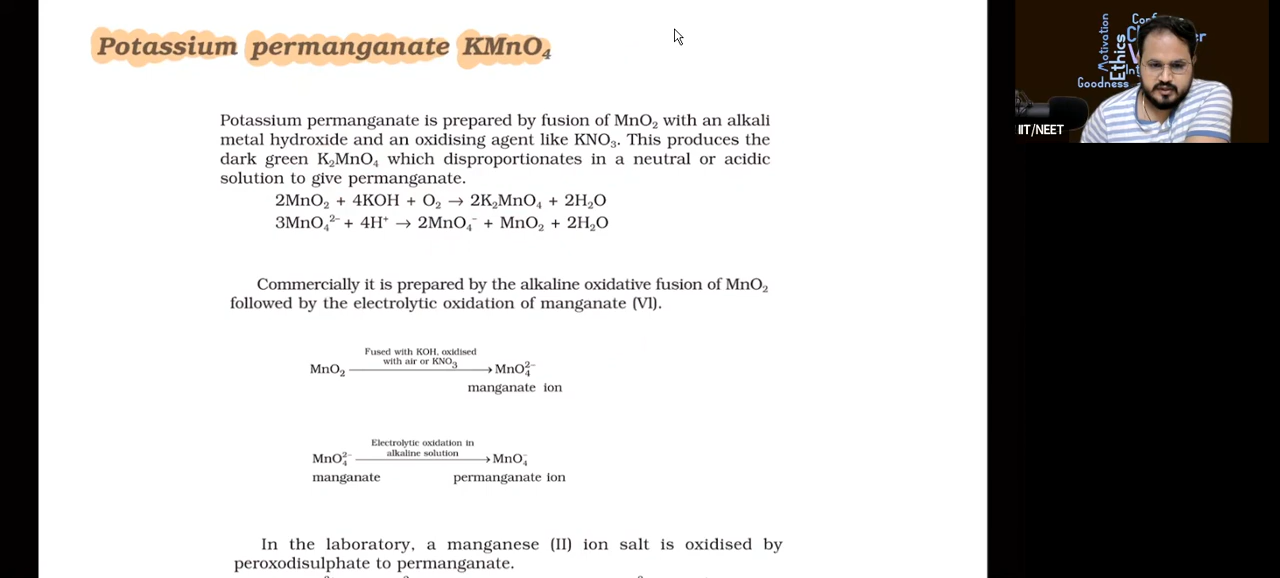 Potassium permanganate KMnO₄
Potassium permanganate is prepared by fusion of MnO₂ with an alkali
metal hydroxide and an oxidising agent like KNO₃. This produces the
dark green K₂MnO₄ which disproportionates in a neutral or acidic
solution to give permanganate.
2MnO₂ + 4KOH + O₂ → 2K₂MnO₄ + 2H₂O
3MnO₄²⁻ + 4H⁺ → 2MnO₄⁻ + MnO₂ + 2H₂O
Commercially it is prepared by the alkaline oxidative fusion of MnO₂
followed by the electrolytic oxidation of manganate (Vl).
Fused with KOH, oxidised
with air or KNO₃
MnO₂ → MnO₄²⁻
manganate ion
Electrolytic oxidation in
alkaline solution
MnO₄²⁻ → MnO₄⁻
manganate permanganate ion
In the laboratory, a manganese (II) ion salt is oxidised by
peroxodisulphate to permanganate.
Motivation
Ethics
Goodness
IIT/NEET